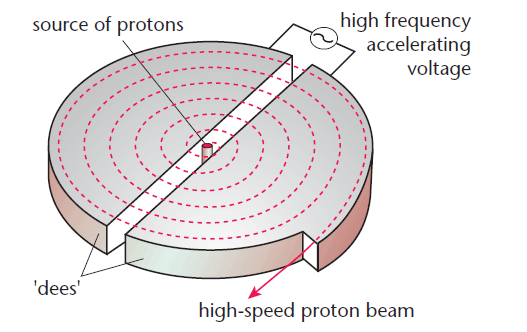 source of protons
high frequency
accelerating
voltage
'dees'
high-speed proton beam